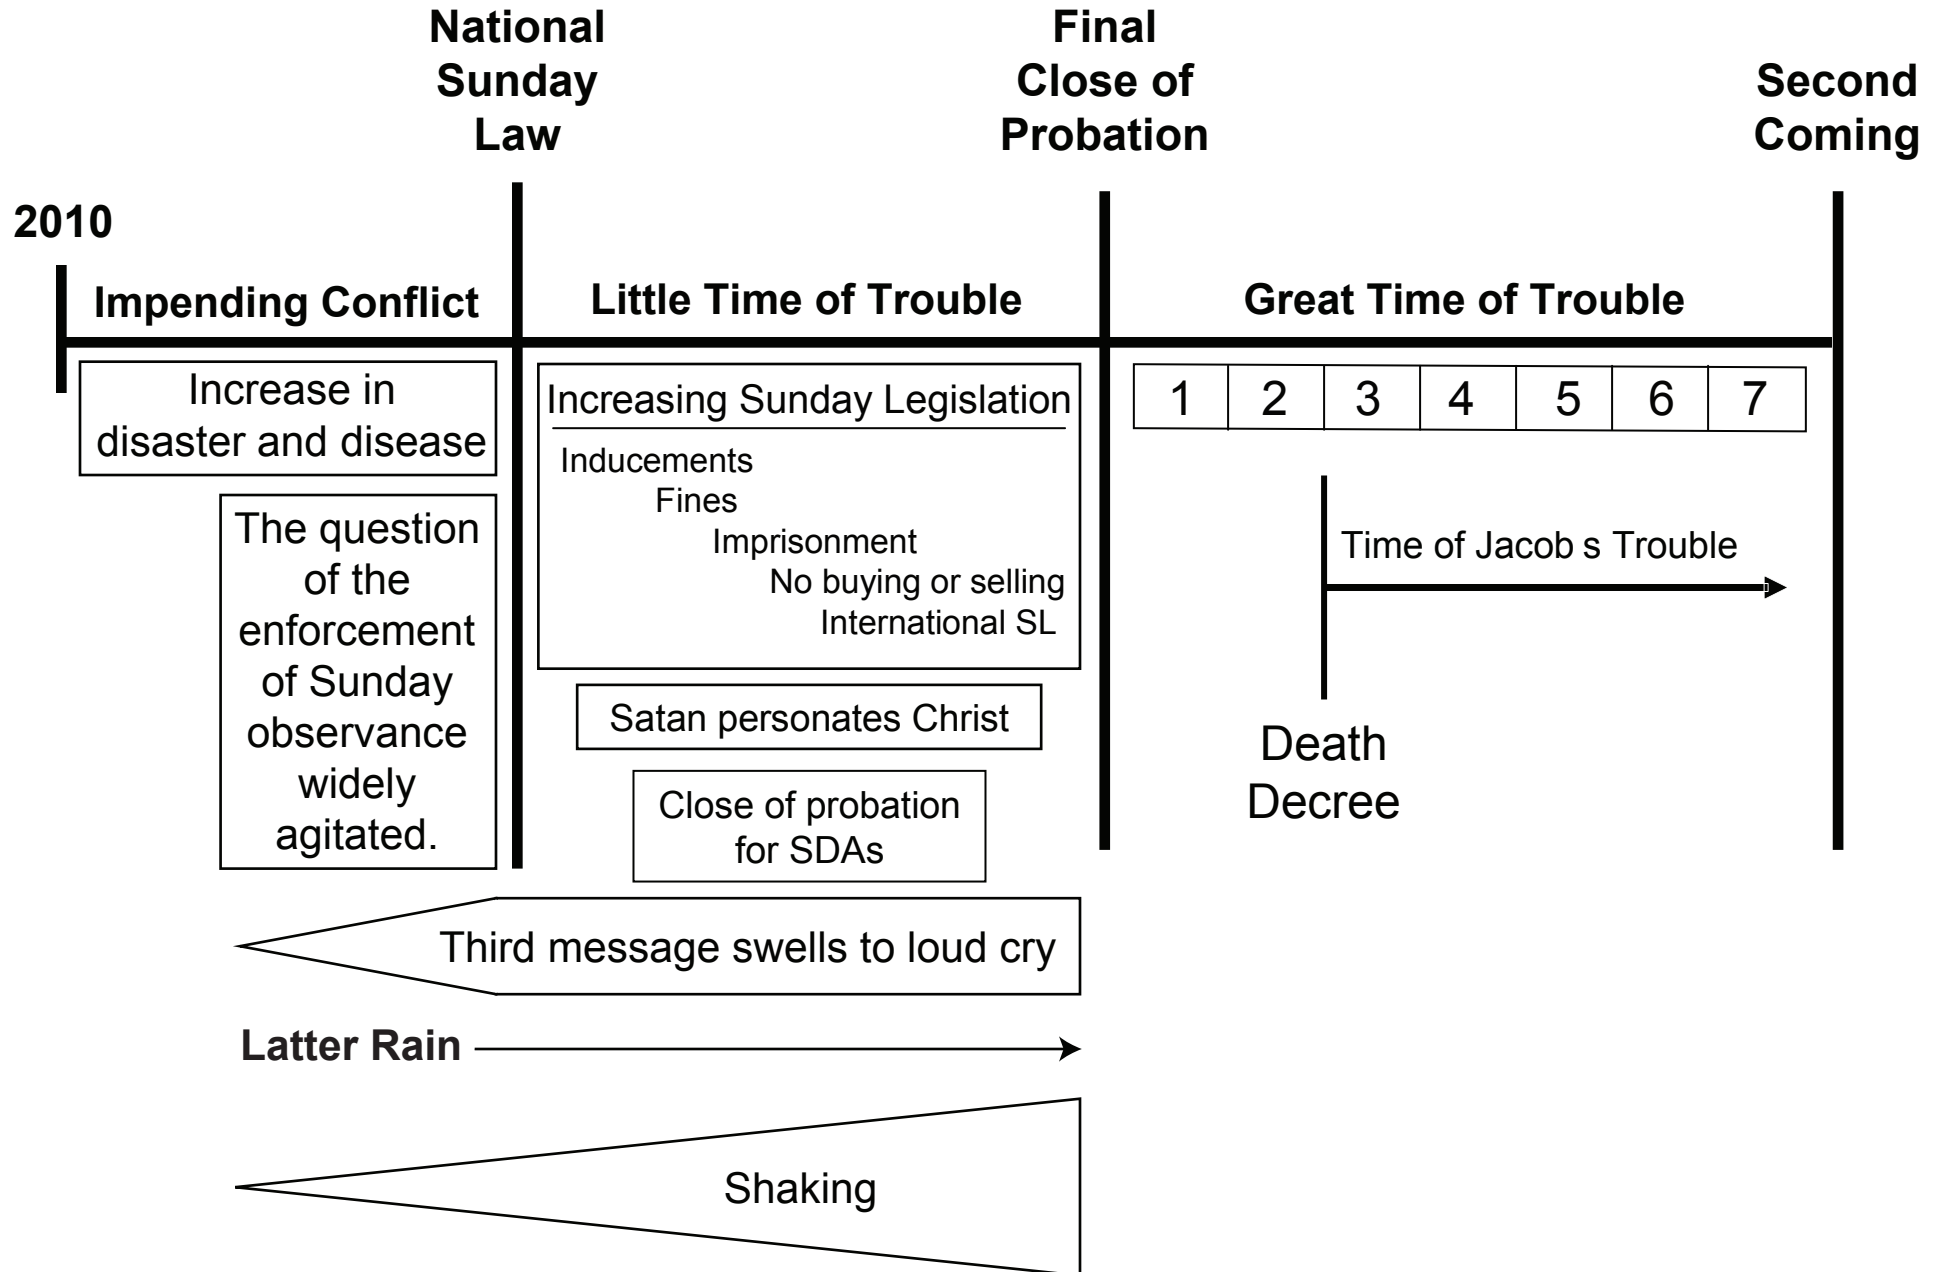 National
Sunday
Law
Final
Close of
Probation
Second
Coming
2010
Impending Conflict
Little Time of Trouble
Great Time of Trouble
Increase in
disaster and disease
The question
of the
enforcement
of Sunday
observance
widely
agitated.
Increasing Sunday Legislation
Inducements
Fines
Imprisonment
No buying or selling
International SL
Satan personates Christ
Close of probation
for SDAs
1 2 3 4 5 6 7
Time of Jacob s Trouble
Death
Decree
Third message swells to loud cry
Latter Rain
Shaking